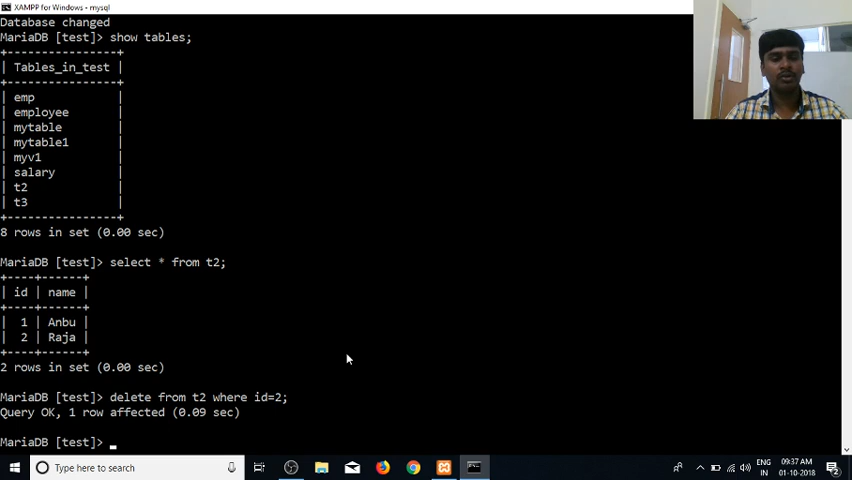 XAMPP for Windows - mysql
Database changed
MariaDB [test]> show tables;
+----------------+
| Tables_in_test |
+----------------+
| emp            |
| employee       |
| mytable        |
| mytable1       |
| myv1           |
| salary         |
| t2             |
| t3             |
+----------------+
8 rows in set (0.00 sec)
MariaDB [test]> select * from t2;
+----+------+
| id | name |
+----+------+
|  1 | Anbu |
|  2 | Raja |
+----+------+
2 rows in set (0.00 sec)
MariaDB [test]> delete from t2 where id=2;
Query OK, 1 row affected (0.09 sec)
MariaDB [test]> _
Type here to search
ENG
IN
09:37 AM
01-10-2018
2